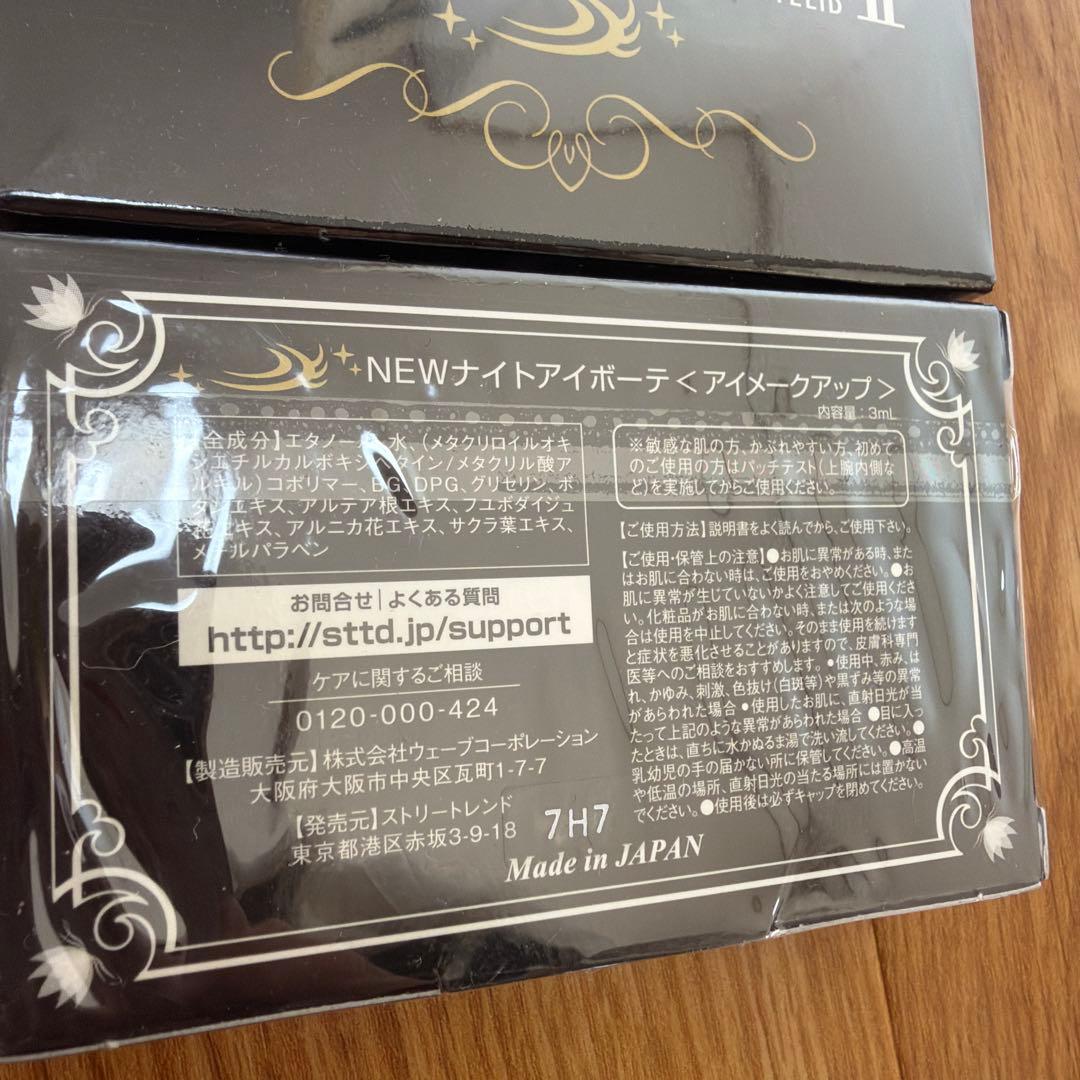 II
NEWナイトアイボーテ＜アイメークアップ＞
内容量：3mL
【全成分】エタノール、水、(メタクリロイルオキ
シエチルカルボキシベタイン/メタクリル酸ア
ルキル)コポリマー、BG、DPG、グリセリン、ボ
タンエキス、アルテア根エキス、フユボダイジュ
花エキス、アルニカ花エキス、サクラ葉エキス、
メチルパラベン
お問合せ|よくある質問
http://sttd.jp/support
ケアに関するご相談
0120-000-424
【製造販売元】株式会社ウェーブコーポレーション
大阪府大阪市中央区瓦町1-7-7
【発売元】ストリートレンド
東京都港区赤坂3-9-18
7H7
Made in JAPAN
※敏感な肌の方、かぶれやすい方、初めて
のご使用の方はパッチテスト(上腕内側な
ど)を実施してからご使用ください。
【ご使用方法】説明書をよく読んでから、ご使用下さい。
【ご使用・保管上の注意】●お肌に異常がある時、また
はお肌に合わない時は、ご使用をおやめください。●お
肌に異常が生じていないかよく注意してご使用くださ
い。化粧品がお肌に合わない時、または次のような場
合は使用を中止してください。そのまま使用を続けます
と症状を悪化させることがありますので、皮膚科専門
医等へのご相談をおすすめします。●使用中、赤み、は
れ、かゆみ、刺激、色抜け(白斑等)や黒ずみ等の異常
があらわれた場合●使用したお肌に、直射日光が当
たって上記のような異常があらわれた場合●目に入っ
たときは、直ちに水かぬるま湯で洗い流してください。●
乳幼児の手の届かない所に保管してください。●高温
や低温の場所、直射日光の当たる場所には置かない
でください。●使用後は必ずキャップを閉めてください。